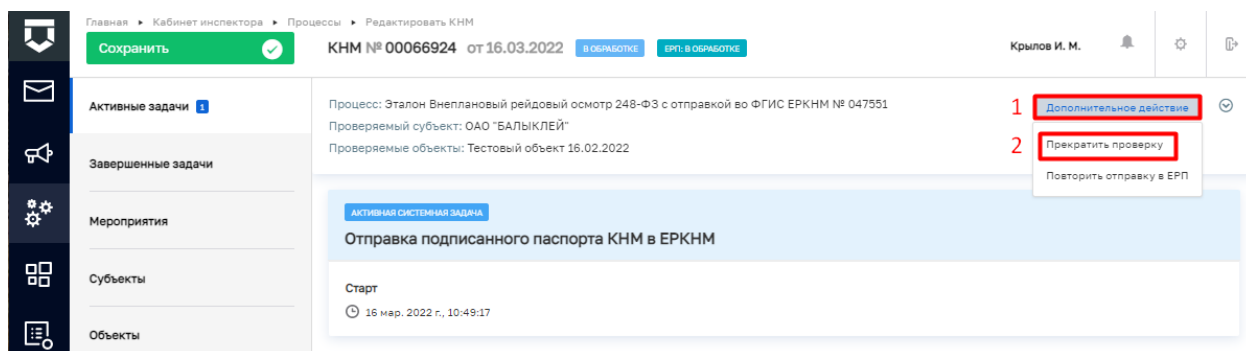 Главная ▸ Кабинет инспектора ▸ Процессы ▸ Редактировать КНМ
Сохранить
КНМ № 00066924 от 16.03.2022 В ОБРАБОТКЕ ЕРП: В ОБРАБОТКЕ
Крылов И. М.
Активные задачи 1
Завершенные задачи
Мероприятия
Субъекты
Объекты
Процесс: Эталон Внеплановый рейдовый осмотр 248-ФЗ с отправкой во ФГИС ЕРКНМ № 047551
Проверяемый субъект: ОАО "БАЛЫКЛЕЙ"
Проверяемые объекты: Тестовый объект 16.02.2022
1 Дополнительное действие
2 Прекратить проверку
Повторить отправку в ЕРП
АКТИВНАЯ СИСТЕМНАЯ ЗАДАЧА
Отправка подписанного паспорта КНМ в ЕРКНМ
Старт
16 мар. 2022 г., 10:49:17